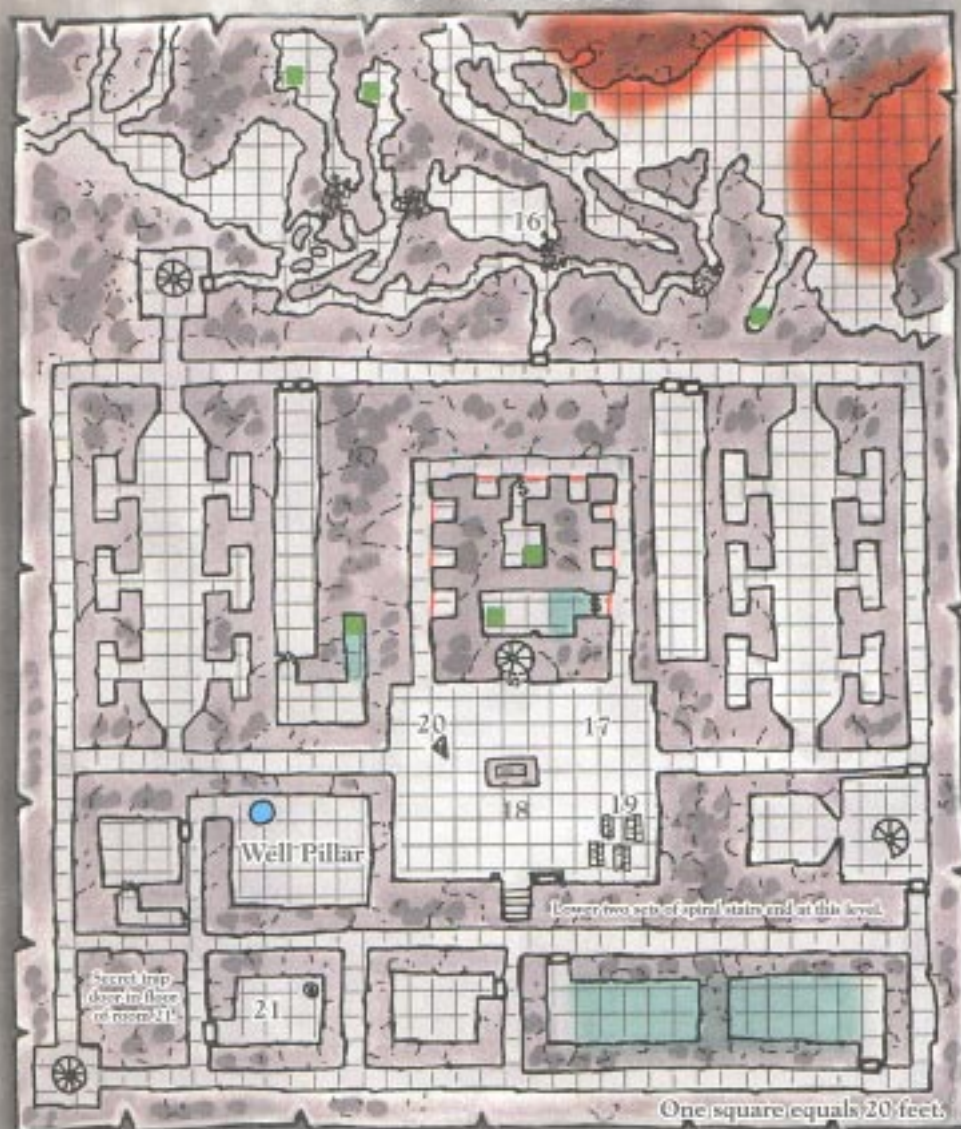 16
20
17
18
19
Well Pillar
Lower two sets of spiral stairs end at this level.
Secret trap
door in floor
of room 21.
21
One square equals 20 feet.